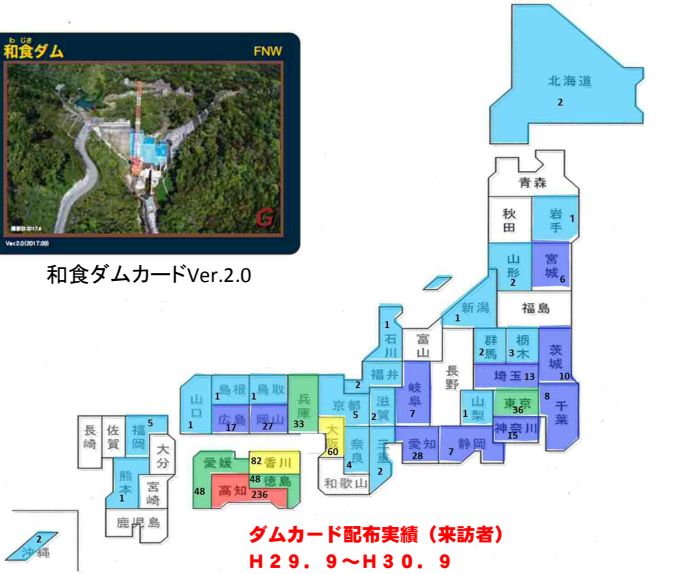 わ じき
和食ダム FNW
撮影日:2017.4
G
Ver.2.0(2017.09)
和食ダムカードVer.2.0
北海道
2
青森
秋田
岩手
1
山形
2
宮城
6
新潟
1
福島
石川
1
富山
群馬
2
栃木
3
茨城
10
福井
2
長野
埼玉 13
岐阜
7
山梨
1
東京
36
千葉
8
神奈川
15
山口
1
島根
1
鳥取
1
兵庫
33
京都
5
滋賀
2
広島
17
岡山
27
大阪
60
奈良
4
三重
2
愛知
28
静岡
7
和歌山
長崎
佐賀
福岡
5
大分
熊本
1
宮崎
鹿児島
愛媛
48
82 香川
48 徳島
高知
236
2
沖縄
ダムカード配布実績(来訪者)
H29.9~H30.9